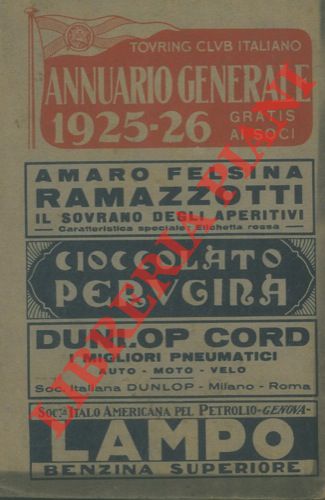 TOVRING CLVB ITALIANO
ANNUARIO GENERALE
1925-26 GRATIS
AI SOCI
AMARO FELSINA
RAMAZZOTTI
IL SOVRANO DEGLI APERITIVI
Caratteristica speciale: Etichetta rossa
CIOCCOLATO
PERVGINA
DUNLOP CORD
I MIGLIORI PNEUMATICI
AUTO - MOTO - VELO
Soc. Italiana DUNLOP - Milano - Roma
SOC.TA ITALO AMERICANA PEL PETROLIO - GENOVA -
LAMPO
BENZINA SUPERIORE
LIBRERIA BIANI